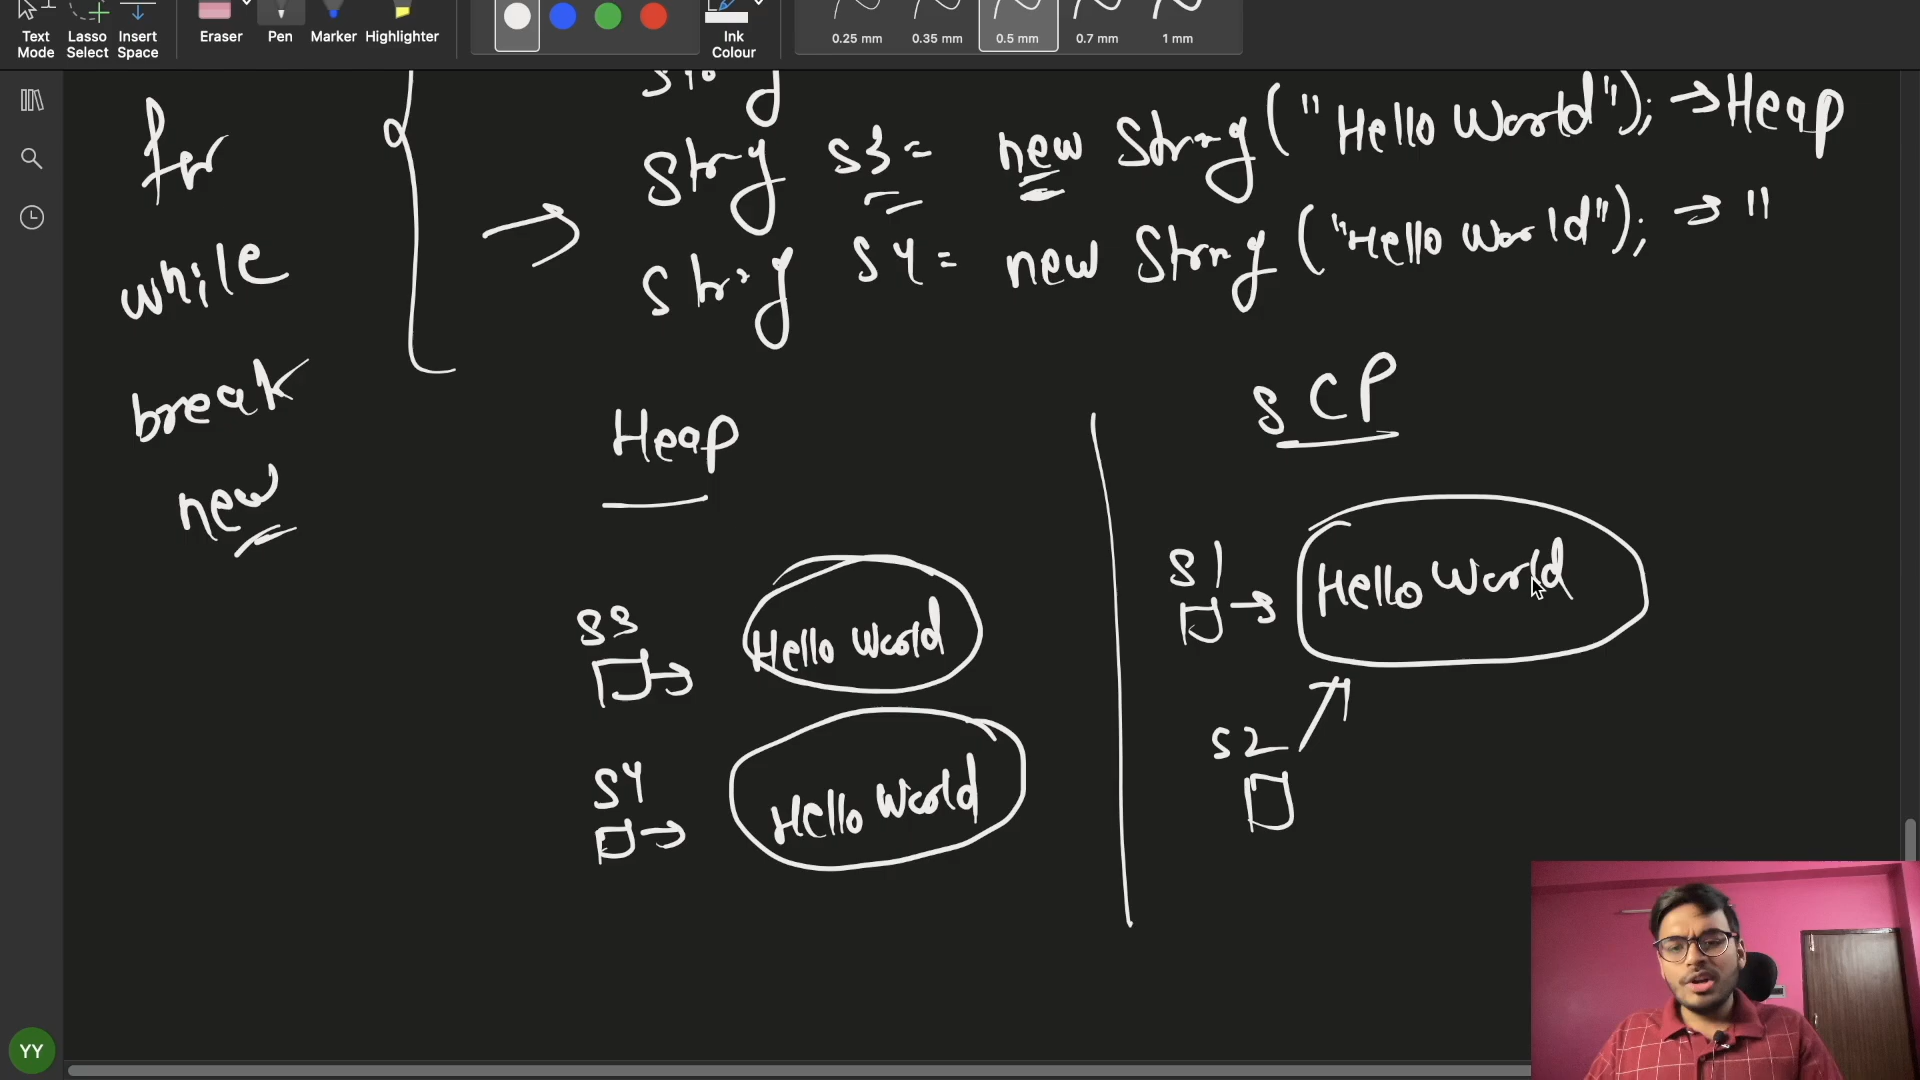 Text Mode
Lasso Select
Insert Space
Eraser
Pen
Marker
Highlighter
Ink Colour
0.25 mm
0.35 mm
0.5 mm
0.7 mm
1 mm
for
while
break
new
String s3 = new String ("Hello World"); → Heap
String s4 = new String ("Hello World"); → "
Heap
s3 → Hello World
s4 → Hello World
SCP
s1 → Hello World
s2
YY